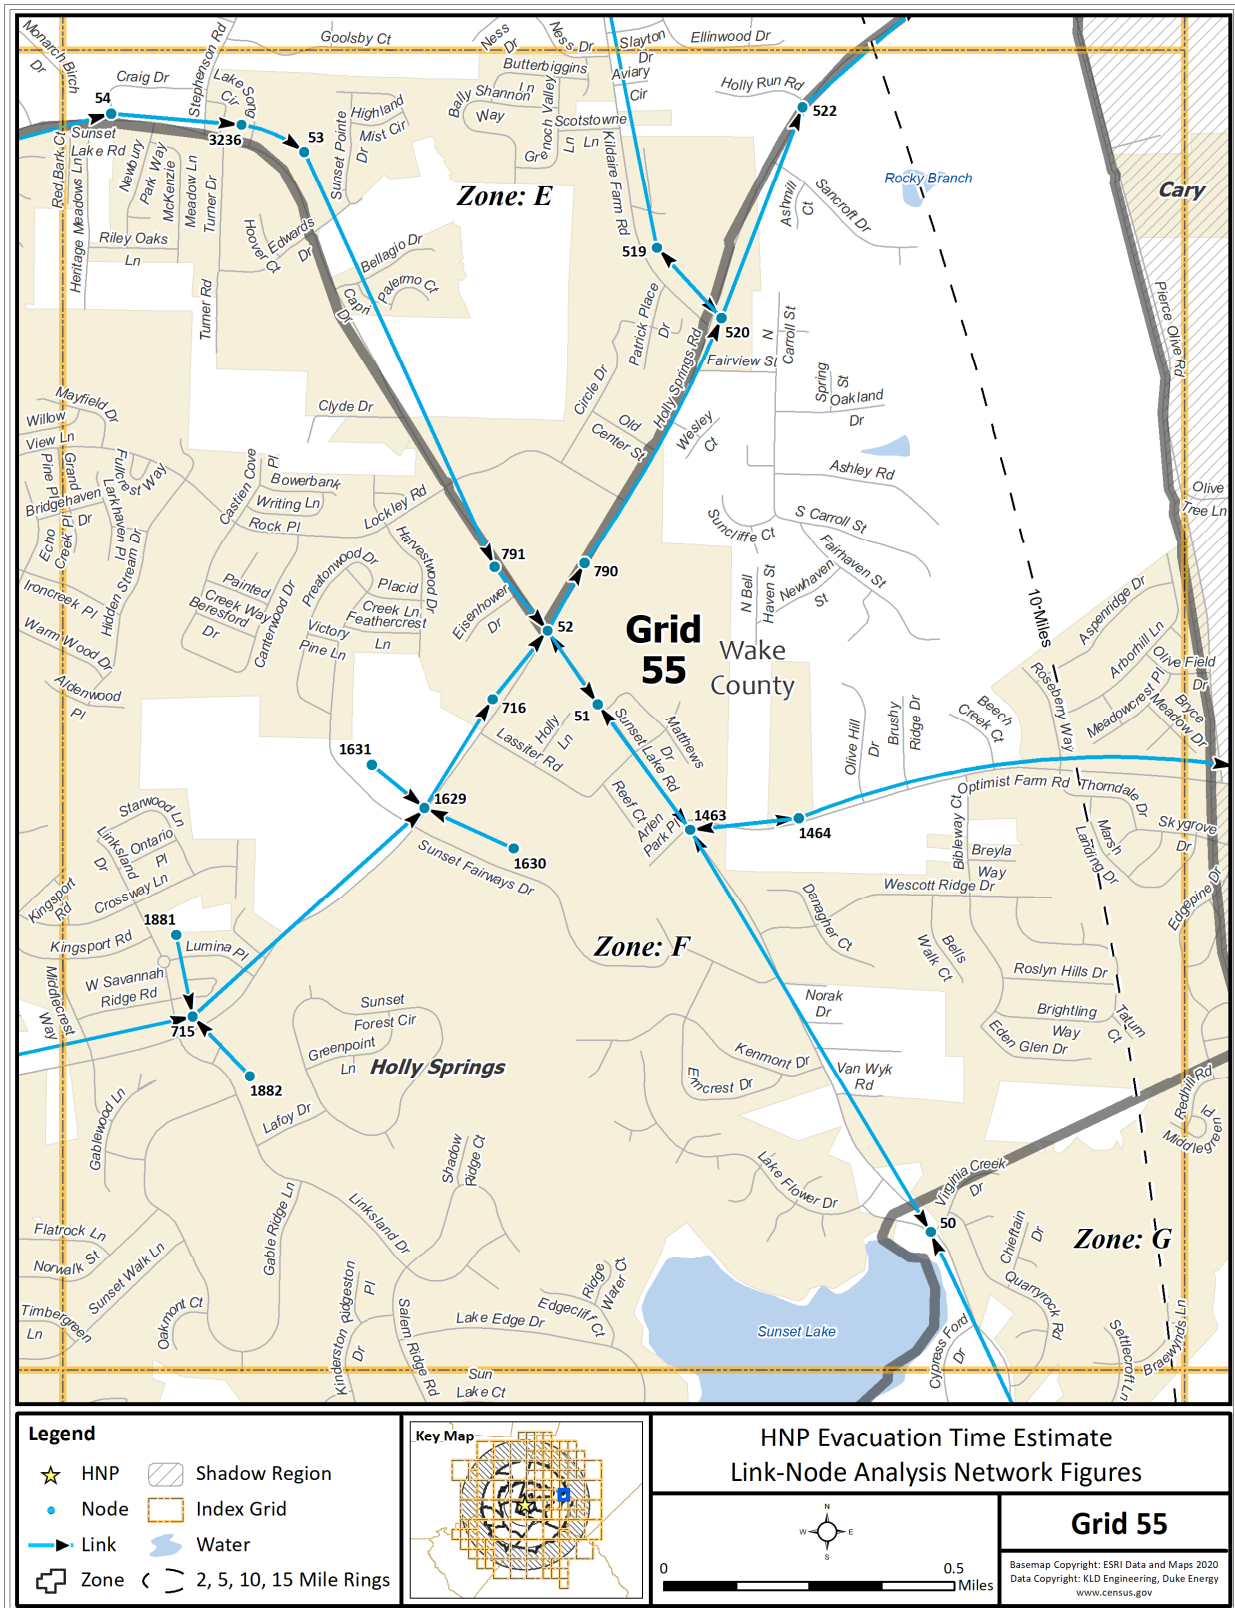 Monarch Birch
Dr
Goolsby Ct
Ness
Dr
Ness Dr
Slayton
Dr
Ellinwood Dr
Craig Dr
Stephenson Rd
Lake Song
Cir
Butterbiggins
Ln
Aviary
Cir
Holly Run Rd
54
3236
53
522
Highland
Mist Cir
Sunset Pointe
Dr
Bally Shannon
Way
Grenoch Valley
Ln
Scotstowne
Ln
Kildaire Farm Rd
Sunset
Lake Rd
Red Bark Ct
Heritage Meadows Ln
Newbury
Park Way
McKenzie
Meadow Ln
Turner Dr
Riley Oaks
Ln
Hoover Ct
Edwards
Dr
Zone: E
Rocky Branch
Cary
Ashmill
Ct
Sancroft Dr
519
Bellagio Dr
Palermo Ct
Capri
Dr
Turner Rd
Patrick Place
Dr
520
N
Carroll St
Pierce Olive Rd
Fairview St
Holly Springs Rd
Circle Dr
Spring
St
Oakland
Dr
Mayfield Dr
Willow
View Ln
Clyde Dr
Old
Center St
Wesley
Ct
Ashley Rd
Pine Pl
Grand
Fullcrest Way
Bridgehaven
Dr
Larkhaven Pl
Echo
Creek Pl
Hidden Stream Dr
Castien Cove
Pl
Bowerbank
Writing Ln
Rock Pl
Lockley Rd
Olive
Tree Ln
Suncliffe Ct
S Carroll St
Fairhaven St
Newhaven
St
N Bell
Haven St
791
790
Harvestwood Dr
Preatonwood Dr
Placid
Creek Ln
Feathercrest
Ln
Painted
Creek Way
Beresford
Dr
Canterwood Dr
Victory
Pine Ln
Eisenhower
Dr
Ironcreek Pl
Warm Wood Dr
Aldenwood
Pl
52
Grid
55
Wake
County
10-Miles
Aspenridge Dr
Arborhill Ln
Olive Field
Dr
Meadowcrest Pl
Bryce
Meadow Dr
Roseberry Way
716
51
Holly
Ln
Lassiter Rd
Sunset Lake Rd
Matthews
Dr
Olive Hill
Dr
Brushy
Ridge Dr
Beech
Creek Ct
1631
1629
1630
Reef Ct
Arlen
Park Pl
1463
1464
Optimist Farm Rd
Thorndale
Dr
Skygrove
Dr
Marsh
Landing Dr
Bibleway Ct
Breyla
Way
Wescott Ridge Dr
Edgepine Dr
Starwood Ln
Linksland
Dr
Ontario
Pl
Crossway Ln
Kingsport
Rd
Kingsport Rd
1881
Lumina Pl
Sunset Fairways Dr
Zone: F
Danagher Ct
Bells
Walk Ct
Roslyn Hills Dr
W Savannah
Ridge Rd
Middlecrest
Way
715
1882
Sunset
Forest Cir
Greenpoint
Ln
Holly Springs
Norak
Dr
Brightling
Way
Eden Glen Dr
Tatum
Ct
Kenmont Dr
Emcrest Dr
Van Wyk
Rd
Gablewood Ln
Lafoy Dr
Redhill Rd
Id
Middlegreen
Shadow
Ridge Ct
Lake Flower Dr
Virginia Creek
Dr
50
Zone: G
Gable Ridge Ln
Linksland Dr
Chieftain
Dr
Flatrock Ln
Norwalk St
Sunset Walk Ln
Timbergreen
Ln
Oakmont Ct
Kinderston Ridgeston
Dr
Pl
Salem Ridge Rd
Lake Edge Dr
Edgecliff Ct
Ridge
Water Ct
Sunset Lake
Quarryrock Rd
Cypress Ford
Dr
Settlecroft Ln
Braewynds Ln
Sun
Lake Ct
Legend
HNP
Shadow Region
Node
Index Grid
Link
Water
Zone
2, 5, 10, 15 Mile Rings
Key Map
HNP Evacuation Time Estimate
Link-Node Analysis Network Figures
N
W
E
S
0
0.5
Miles
Grid 55
Basemap Copyright: ESRI Data and Maps 2020
Data Copyright: KLD Engineering, Duke Energy
www.census.gov